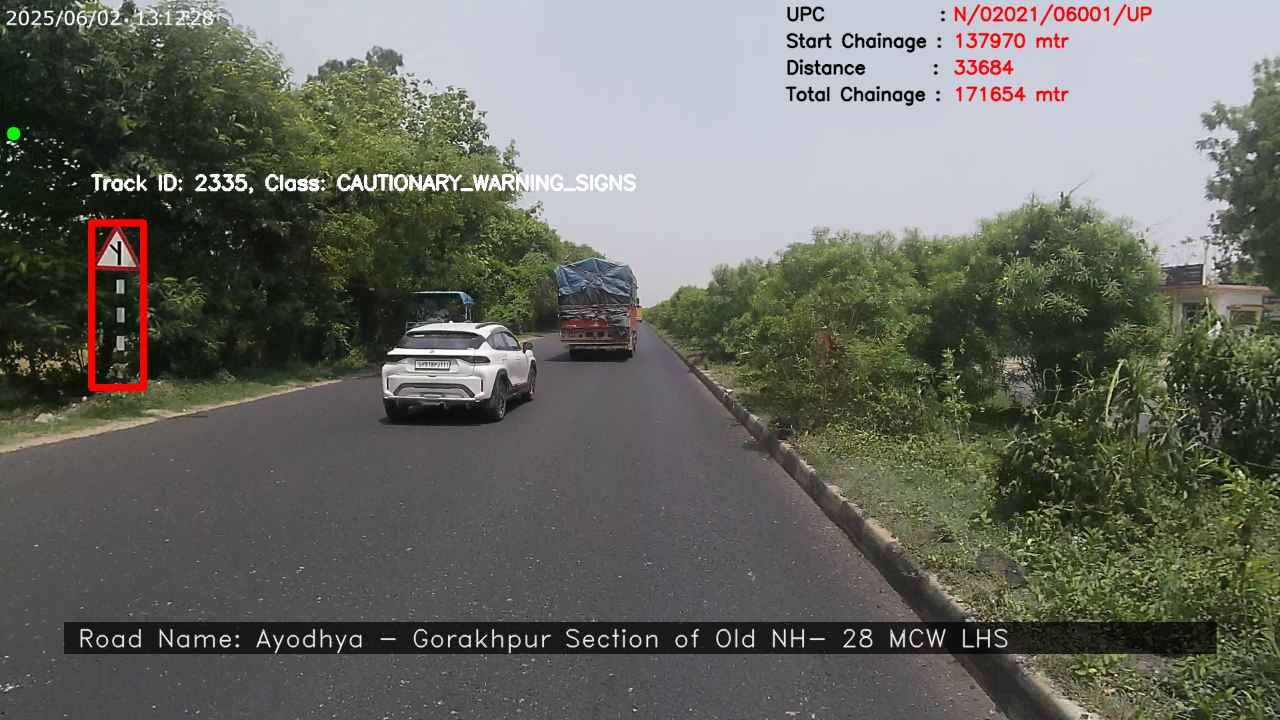 2025/06/02 13:12:28
UPC : N/02021/06001/UP
Start Chainage : 137970 mtr
Distance : 33684
Total Chainage : 171654 mtr
Track ID: 2335, Class: CAUTIONARY_WARNING_SIGNS
Road Name: Ayodhya - Gorakhpur Section of Old NH- 28 MCW LHS